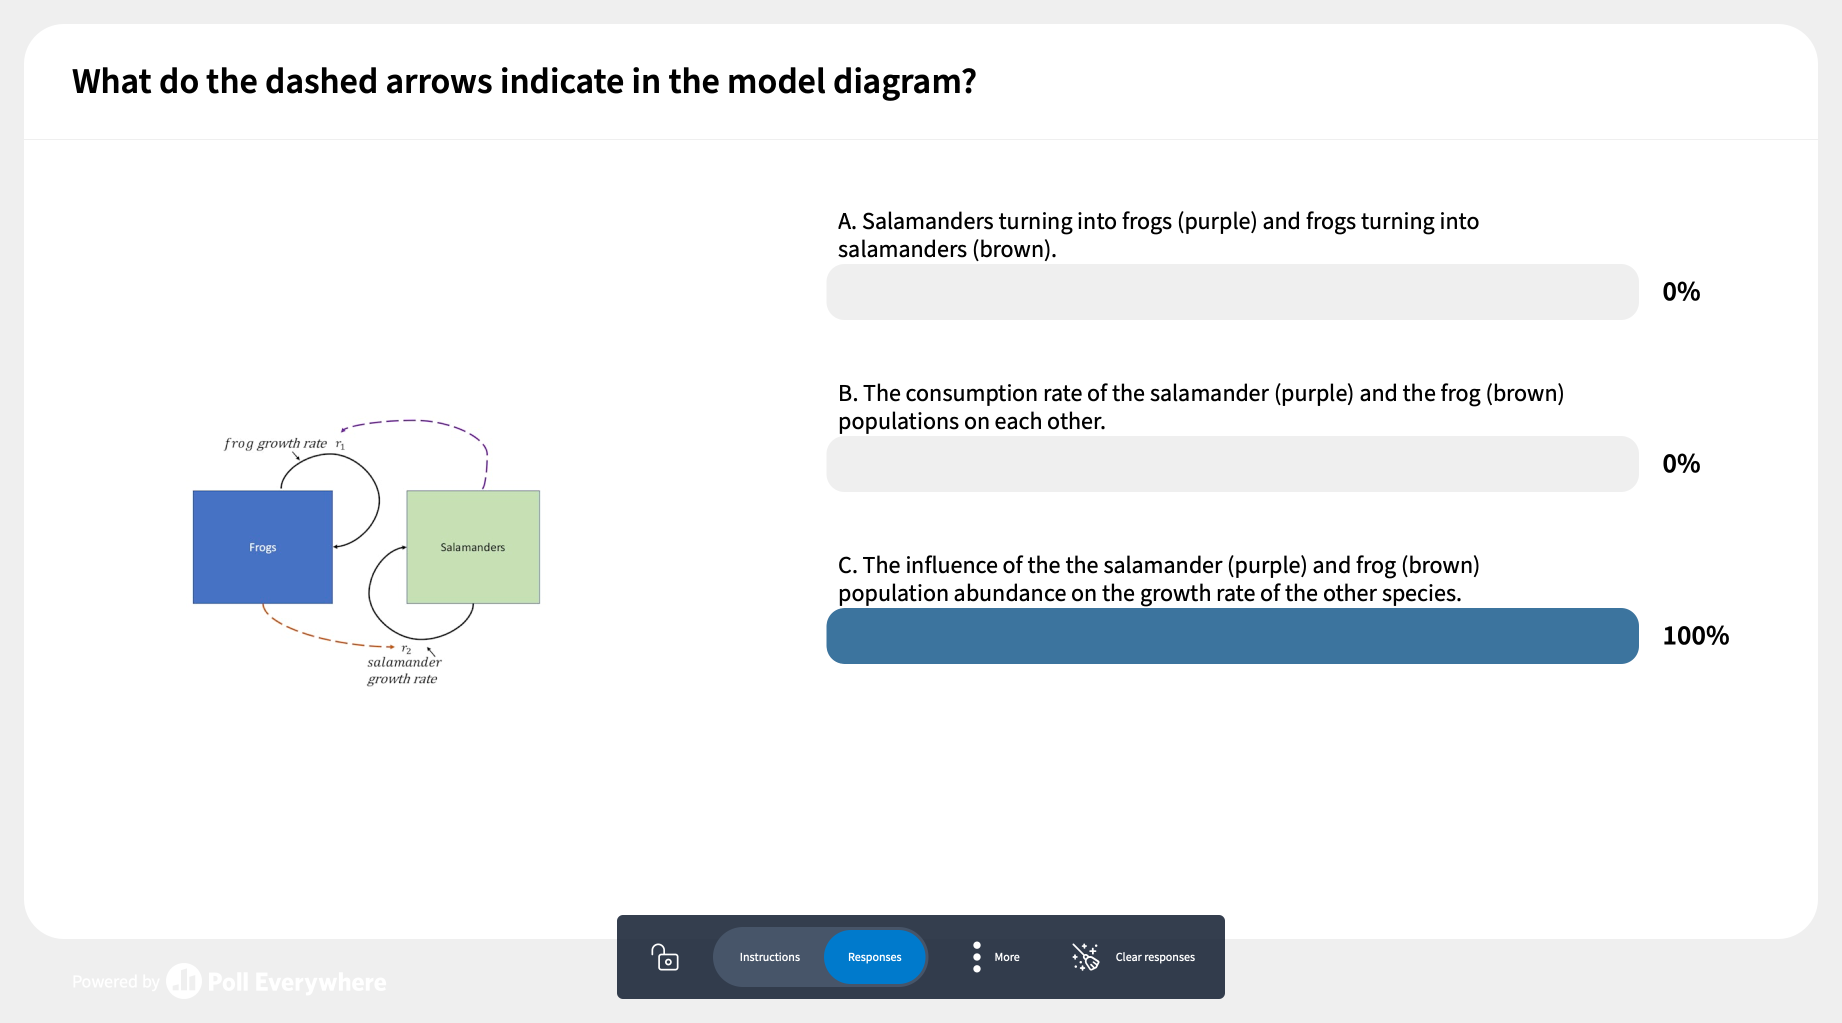 What do the dashed arrows indicate in the model diagram?
A. Salamanders turning into frogs (purple) and frogs turning into
salamanders (brown).
0%
B. The consumption rate of the salamander (purple) and the frog (brown)
populations on each other.
0%
C. The influence of the the salamander (purple) and frog (brown)
population abundance on the growth rate of the other species.
100%
frog growth rate r₁
Frogs
Salamanders
r₂
salamander
growth rate
Powered by Poll Everywhere
Instructions
Responses
More
Clear responses